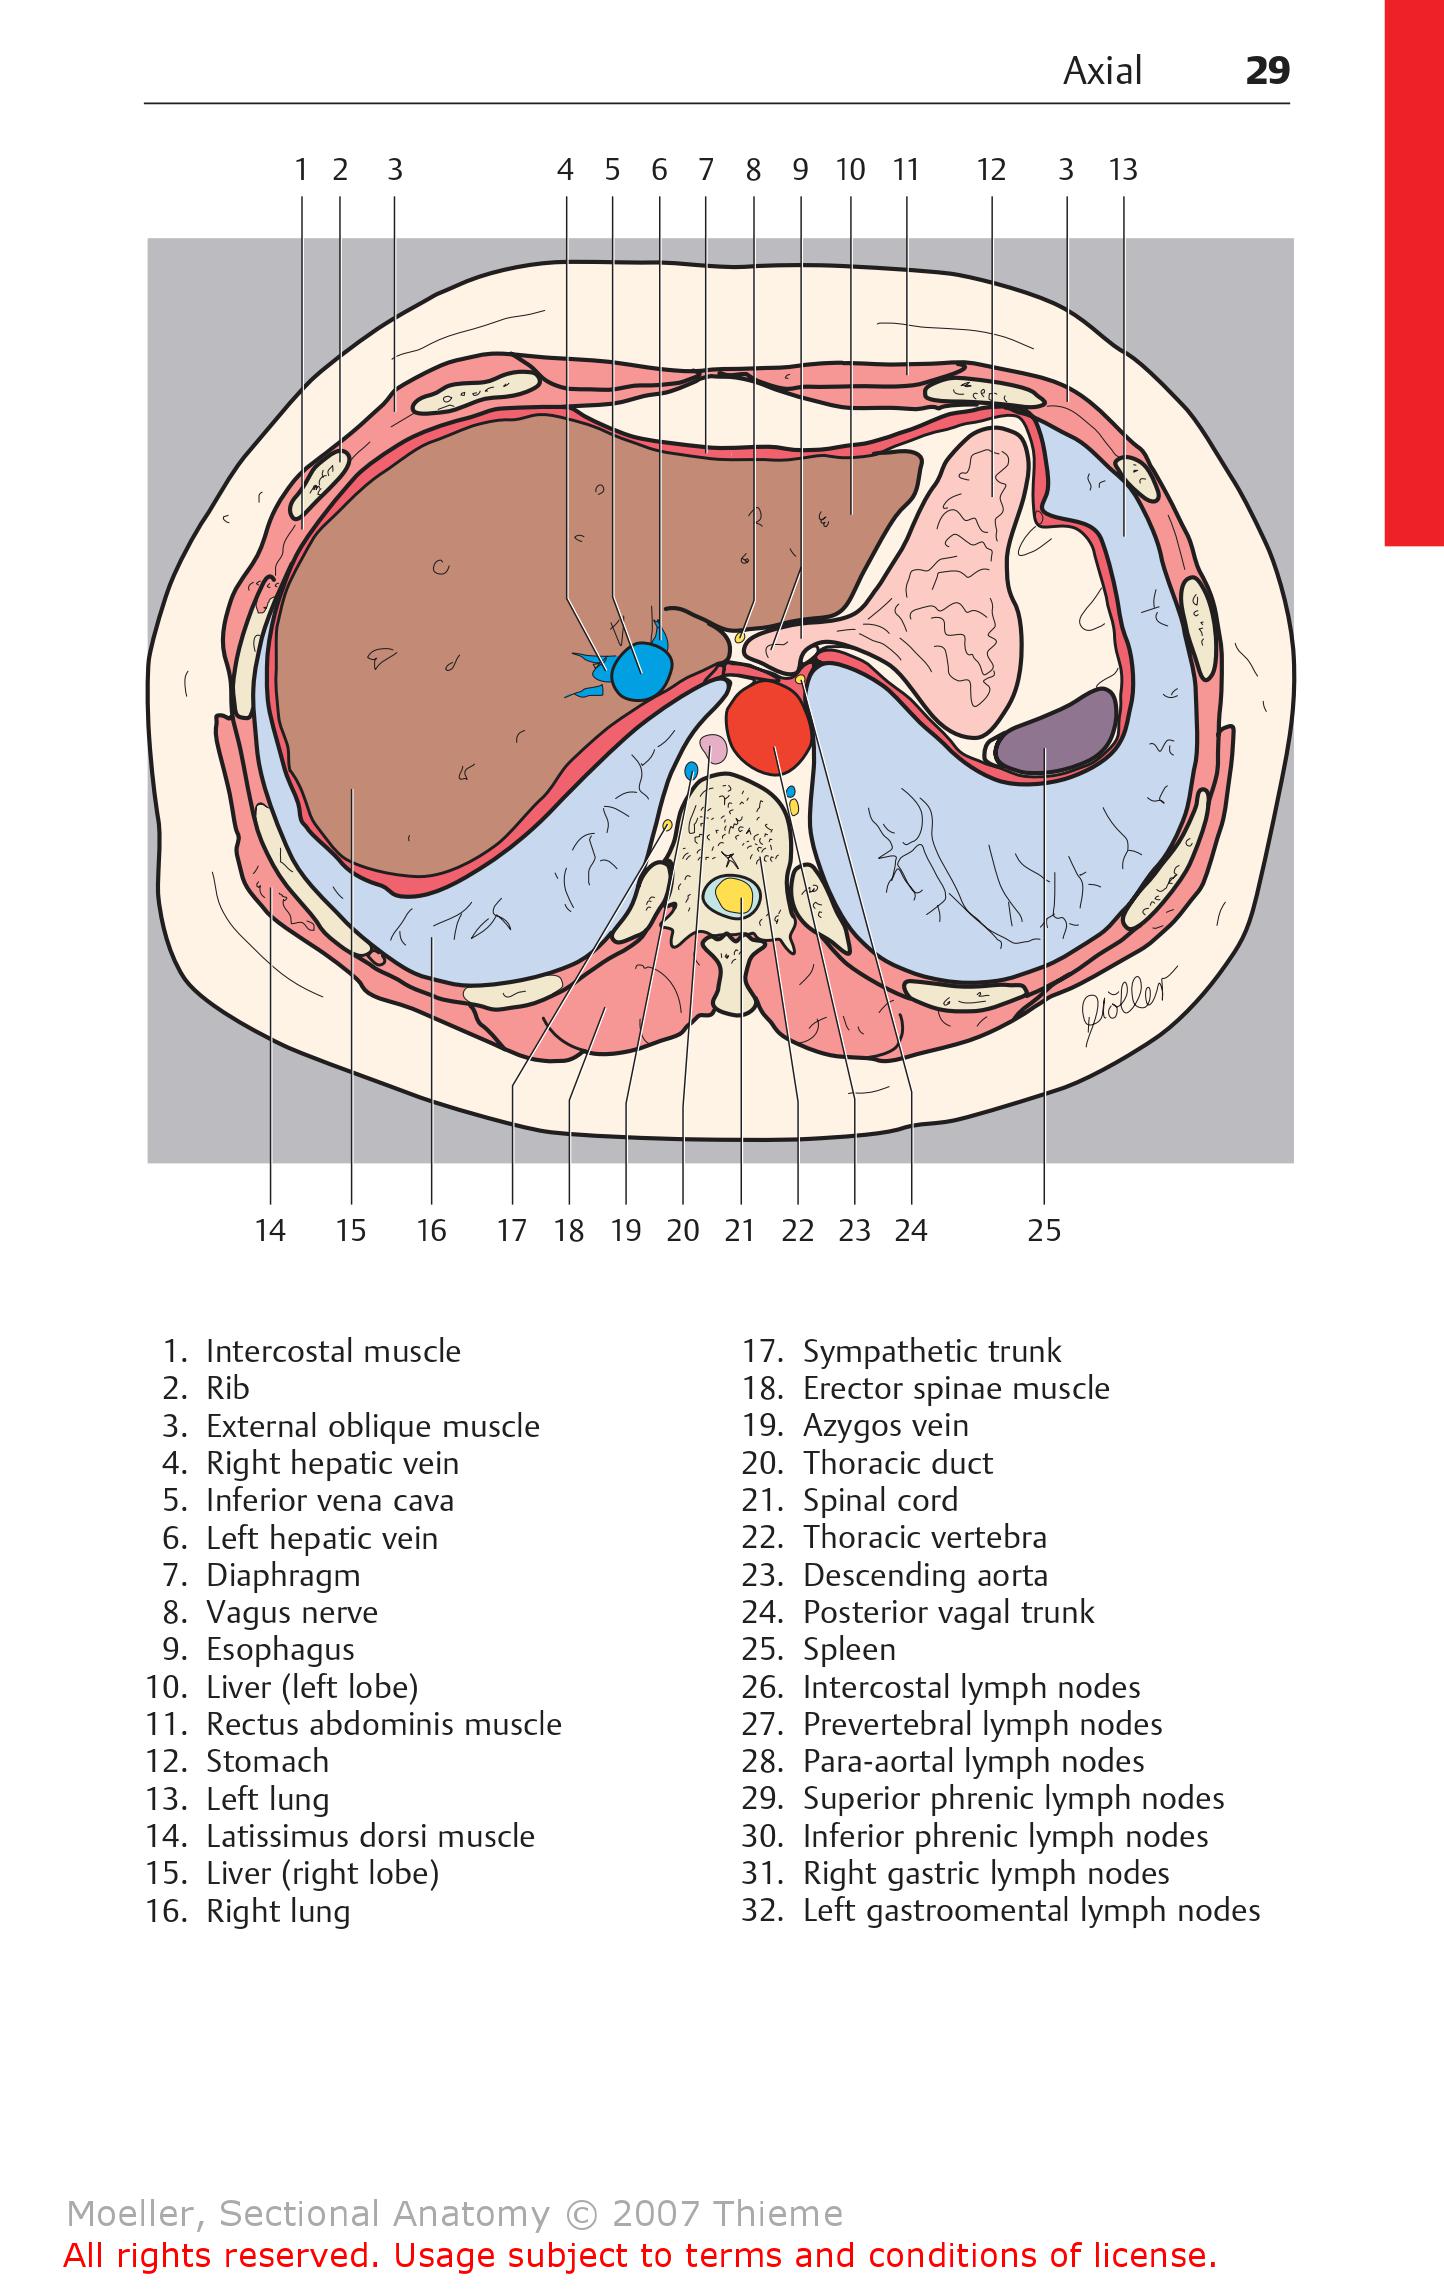 Axial 29
1 2 3 4 5 6 7 8 9 10 11 12 3 13
Möller
14 15 16 17 18 19 20 21 22 23 24 25
1. Intercostal muscle
2. Rib
3. External oblique muscle
4. Right hepatic vein
5. Inferior vena cava
6. Left hepatic vein
7. Diaphragm
8. Vagus nerve
9. Esophagus
10. Liver (left lobe)
11. Rectus abdominis muscle
12. Stomach
13. Left lung
14. Latissimus dorsi muscle
15. Liver (right lobe)
16. Right lung
17. Sympathetic trunk
18. Erector spinae muscle
19. Azygos vein
20. Thoracic duct
21. Spinal cord
22. Thoracic vertebra
23. Descending aorta
24. Posterior vagal trunk
25. Spleen
26. Intercostal lymph nodes
27. Prevertebral lymph nodes
28. Para-aortal lymph nodes
29. Superior phrenic lymph nodes
30. Inferior phrenic lymph nodes
31. Right gastric lymph nodes
32. Left gastroomental lymph nodes
Moeller, Sectional Anatomy © 2007 Thieme
All rights reserved. Usage subject to terms and conditions of license.